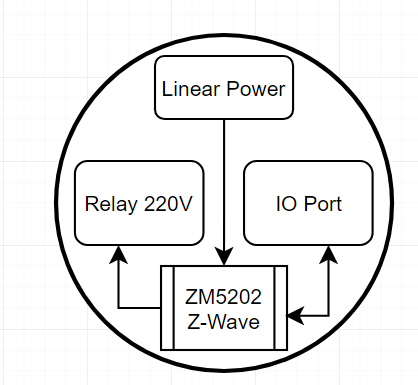 Linear Power
Relay 220V
IO Port
ZM5202
Z-Wave